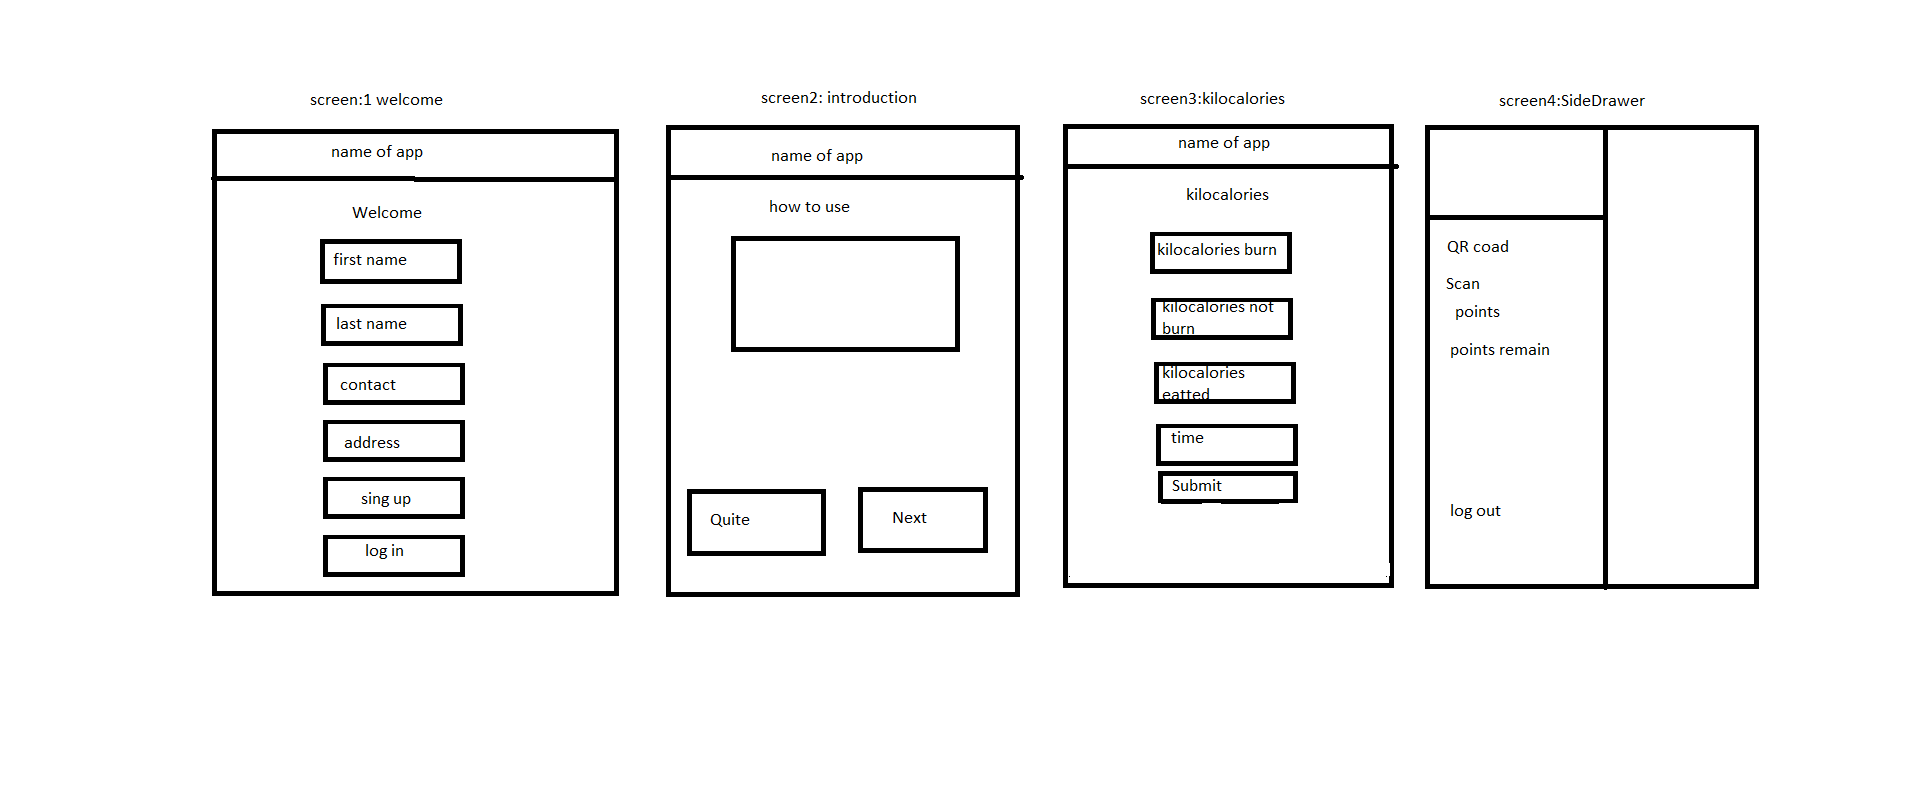 screen:1 welcome
name of app
Welcome
first name
last name
contact
address
sing up
log in
screen2: introduction
name of app
how to use
Quite
Next
screen3:kilocalories
name of app
kilocalories
kilocalories burn
kilocalories not
burn
kilocalories
eatted
time
Submit
screen4:SideDrawer
QR coad
Scan
points
points remain
log out